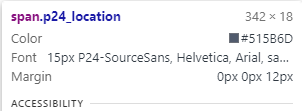 span.p24_location 342 × 18
Color #515B6D
Font 15px P24-SourceSans, Helvetica, Arial, sa...
Margin 0px 0px 12px
ACCESSIBILITY